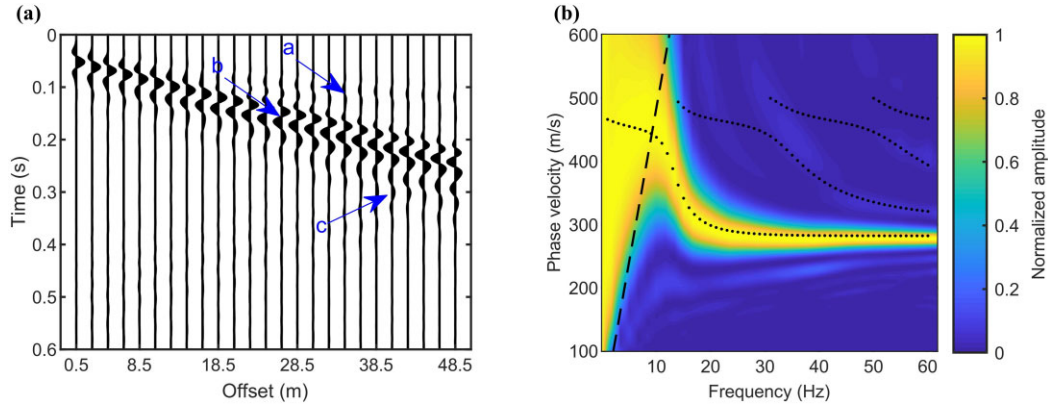 (a)
0
0.1
0.2
0.3
0.4
0.5
0.6
Time (s)
0.5 8.5 18.5 28.5 38.5 48.5
Offset (m)
a
b
c
(b)
600
500
400
300
200
100
Phase velocity (m/s)
10 20 30 40 50 60
Frequency (Hz)
1
0.8
0.6
0.4
0.2
0
Normalized amplitude